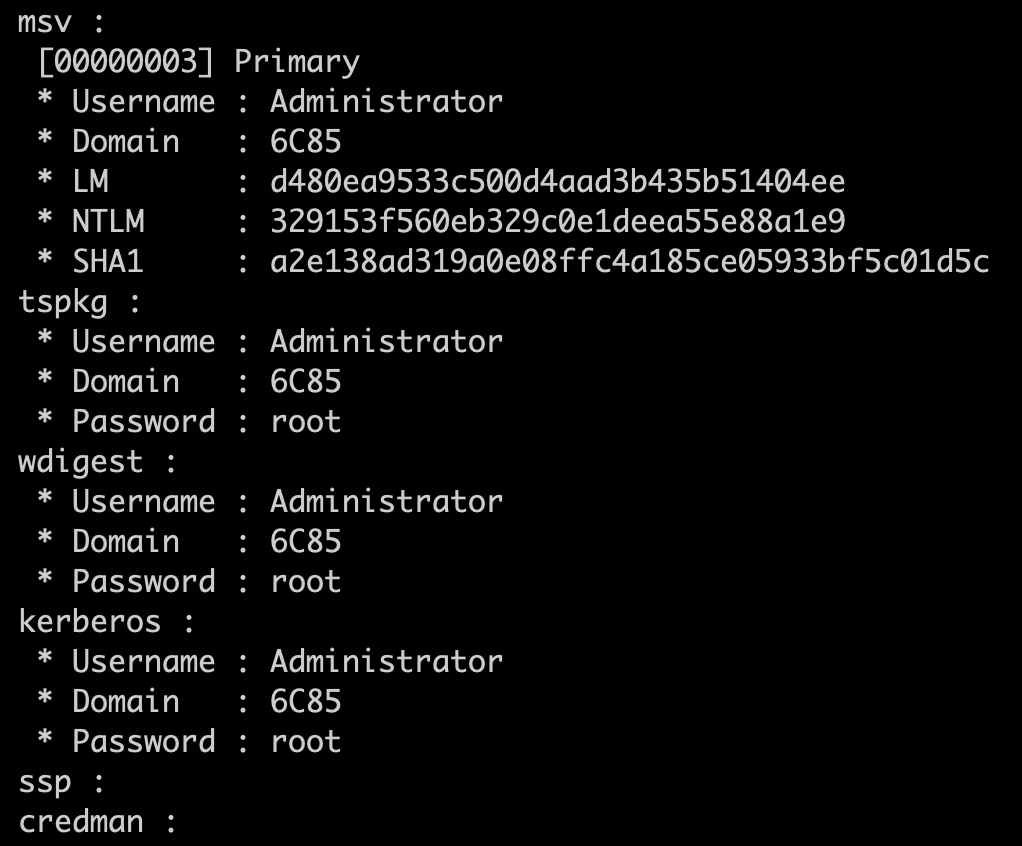 msv :
[00000003] Primary
* Username : Administrator
* Domain : 6C85
* LM : d480ea9533c500d4aad3b435b51404ee
* NTLM : 329153f560eb329c0e1deea55e88a1e9
* SHA1 : a2e138ad319a0e08ffc4a185ce05933bf5c01d5c
tspkg :
* Username : Administrator
* Domain : 6C85
* Password : root
wdigest :
* Username : Administrator
* Domain : 6C85
* Password : root
kerberos :
* Username : Administrator
* Domain : 6C85
* Password : root
ssp :
credman :